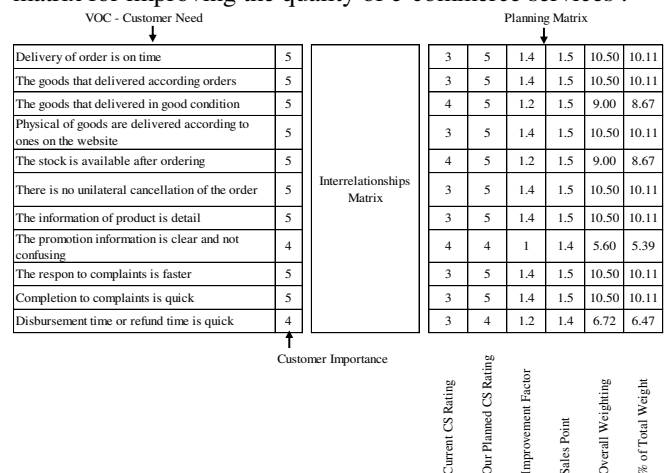 matrix for improving the quality of e-commerce services .
VOC - Customer Need Planning Matrix
Delivery of order is on time 5 3 5 1.4 1.5 10.50 10.11
The goods that delivered according orders 5 3 5 1.4 1.5 10.50 10.11
The goods that delivered in good condition 5 4 5 1.2 1.5 9.00 8.67
Physical of goods are delivered according to
ones on the website 5 3 5 1.4 1.5 10.50 10.11
The stock is available after ordering 5 4 5 1.2 1.5 9.00 8.67
Interrelationships
Matrix
There is no unilateral cancellation of the order 5 3 5 1.4 1.5 10.50 10.11
The information of product is detail 5 3 5 1.4 1.5 10.50 10.11
The promotion information is clear and not
confusing 4 4 4 1 1.4 5.60 5.39
The respon to complaints is faster 5 3 5 1.4 1.5 10.50 10.11
Completion to complaints is quick 5 3 5 1.4 1.5 10.50 10.11
Disbursement time or refund time is quick 4 3 4 1.2 1.4 6.72 6.47
Customer Importance
Current CS Rating
Our Planned CS Rating
Improvement Factor
Sales Point
Overall Weighting
% of Total Weight